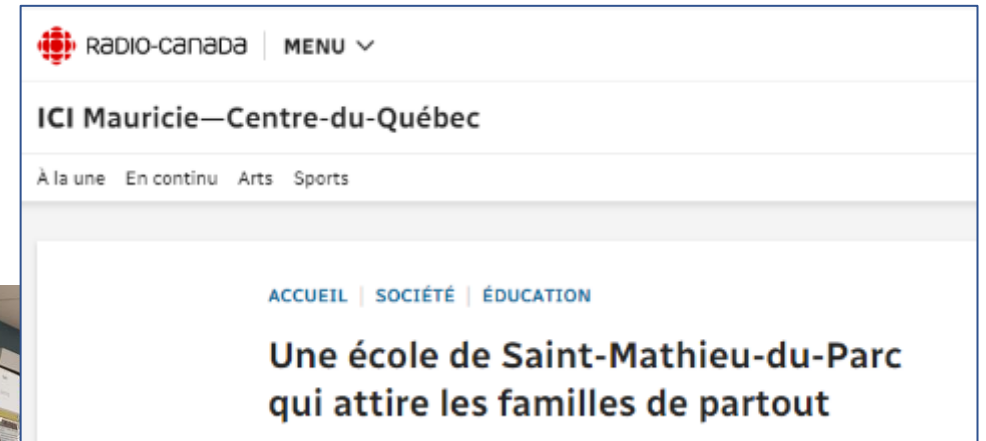 RADIO-CANADA MENU
ICI Mauricie—Centre-du-Québec
À la une En continu Arts Sports
ACCUEIL | SOCIÉTÉ | ÉDUCATION
Une école de Saint-Mathieu-du-Parc
qui attire les familles de partout